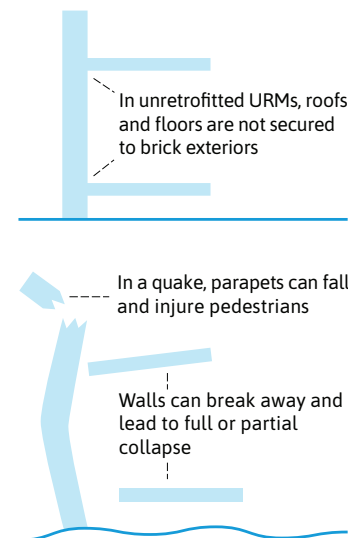 In unretrofitted URMs, roofs
and floors are not secured
to brick exteriors
In a quake, parapets can fall
and injure pedestrians
Walls can break away and
lead to full or partial
collapse